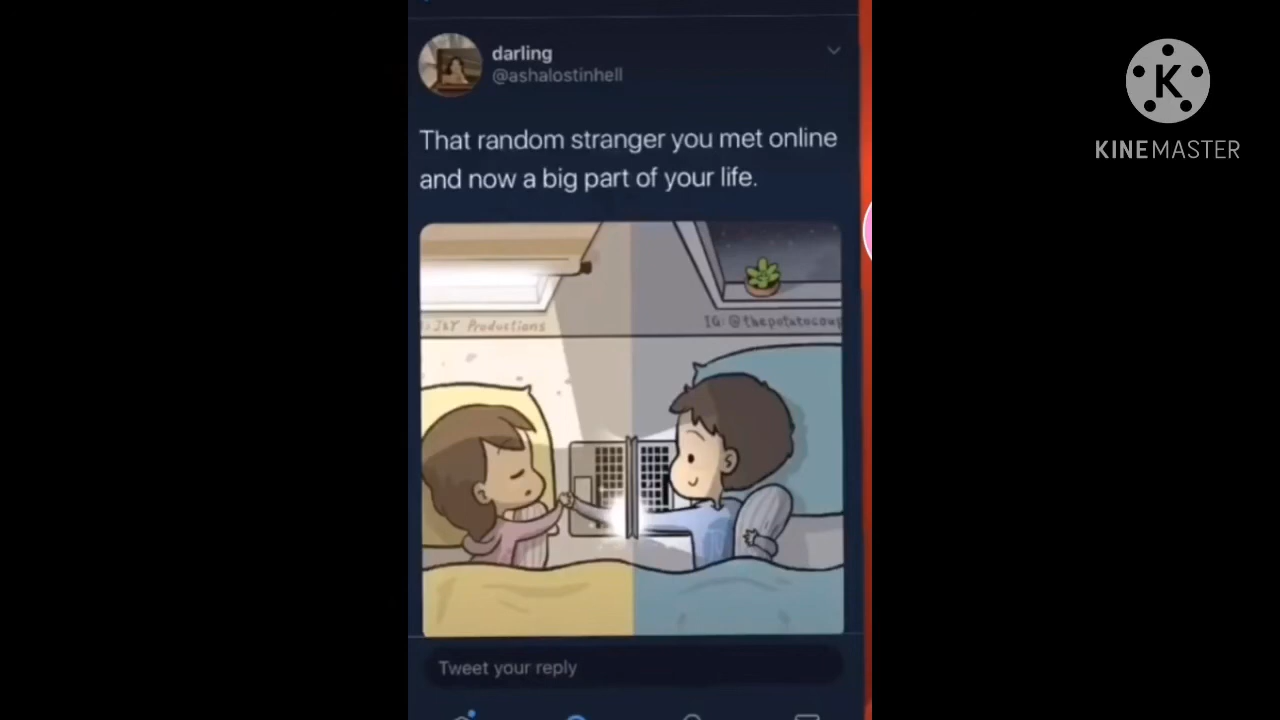 darling
@ashalostinhell
K
KINEMASTER
That random stranger you met online
and now a big part of your life.
J&Y Productions
IG:@thepotatocoup
Tweet your reply